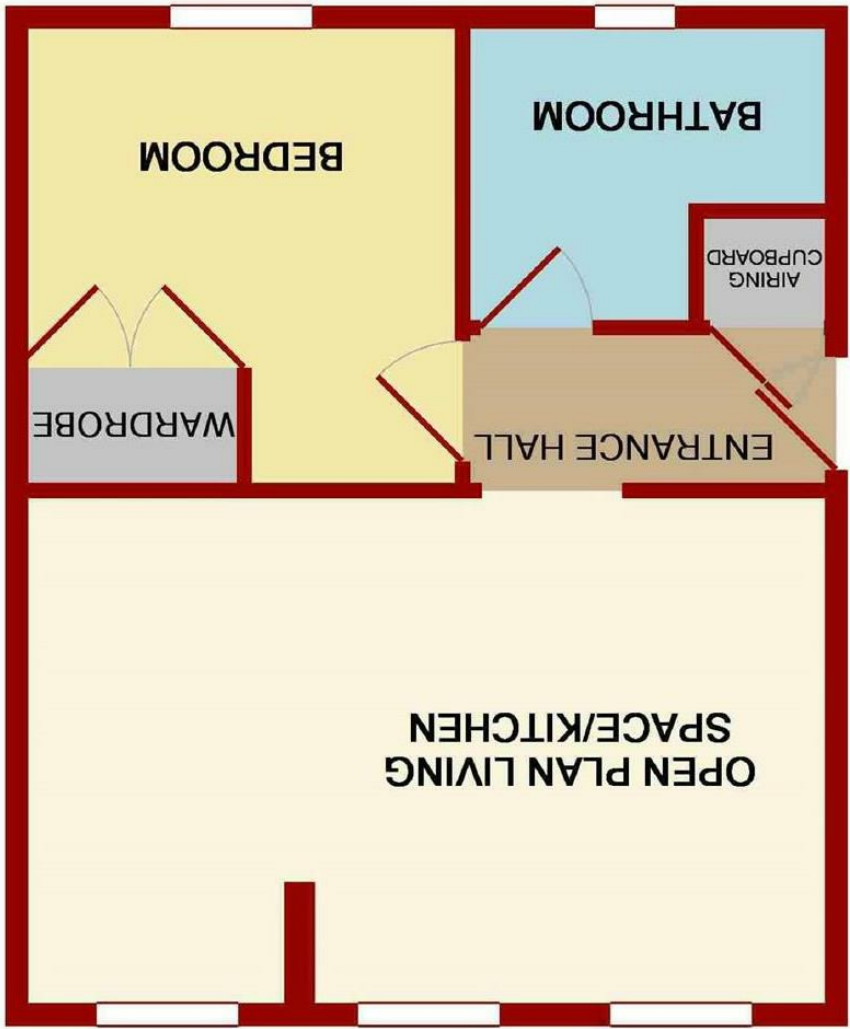 OPEN PLAN LIVING
SPACE/KITCHEN
ENTRANCE HALL
WARDROBE
AIRING
CUPBOARD
BEDROOM
BATHROOM